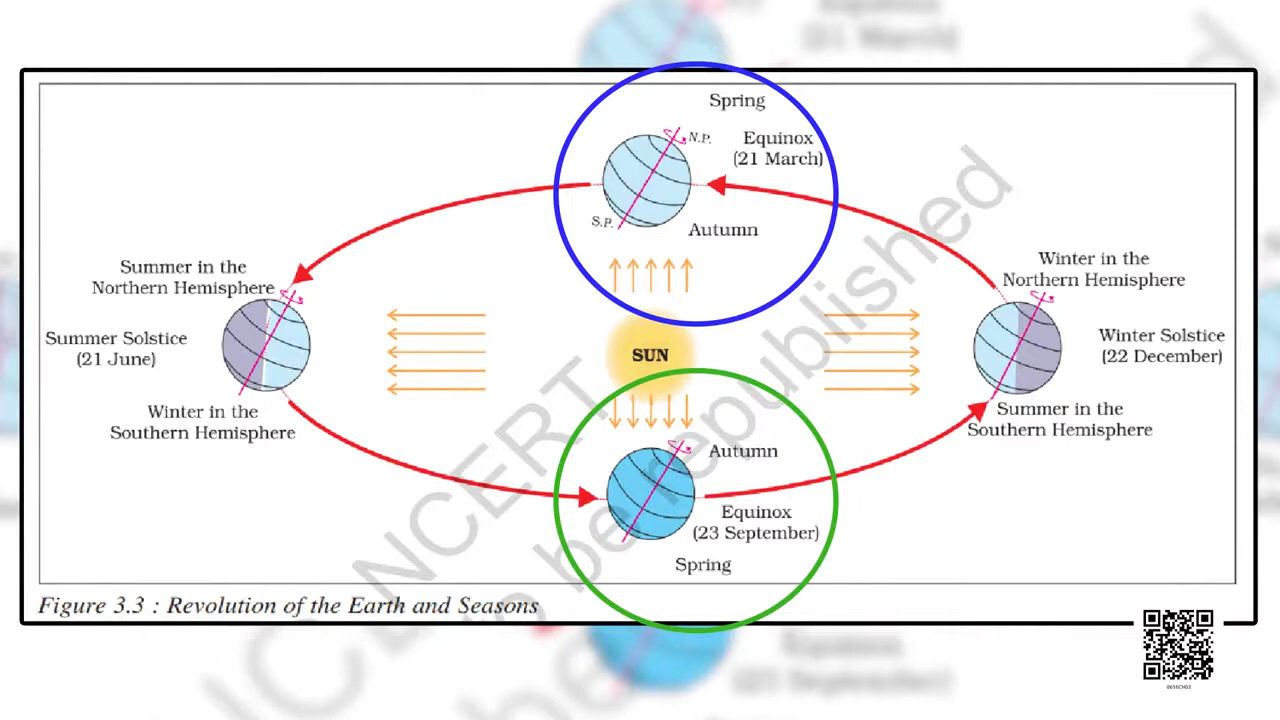 Spring
N.P.
Equinox
(21 March)
S.P.
Autumn
Summer in the
Northern Hemisphere
Winter in the
Northern Hemisphere
Summer Solstice
(21 June)
SUN
Winter Solstice
(22 December)
Winter in the
Southern Hemisphere
Summer in the
Southern Hemisphere
Autumn
Equinox
(23 September)
Spring
NCERT
be republished
Figure 3.3 : Revolution of the Earth and Seasons